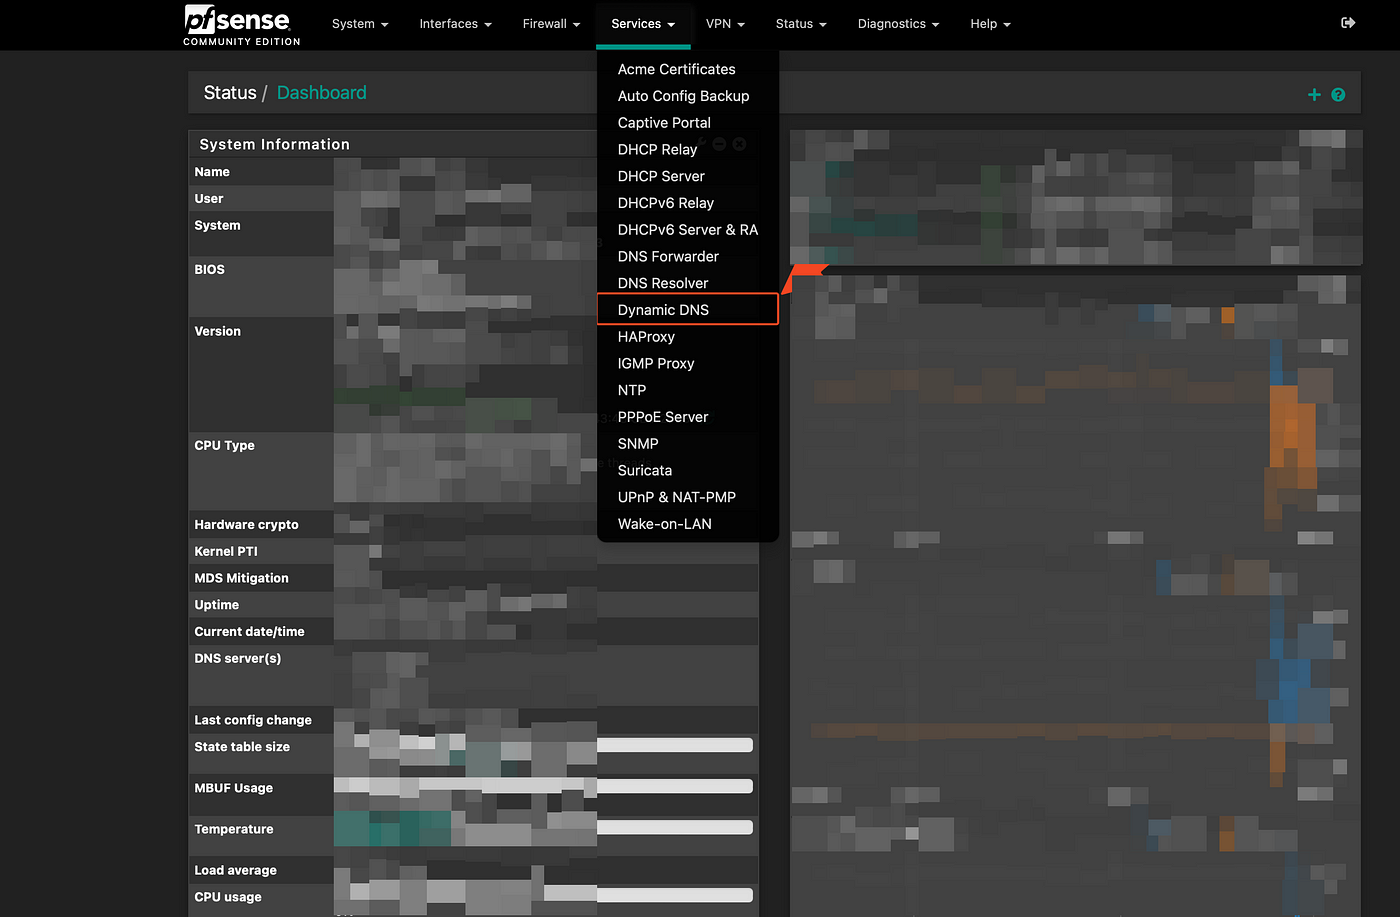 pfsense
COMMUNITY EDITION
System
Interfaces
Firewall
Services
VPN
Status
Diagnostics
Help
Status / Dashboard
Acme Certificates
Auto Config Backup
Captive Portal
DHCP Relay
DHCP Server
DHCPv6 Relay
DHCPv6 Server & RA
DNS Forwarder
DNS Resolver
Dynamic DNS
HAProxy
IGMP Proxy
NTP
PPPoE Server
SNMP
Suricata
UPnP & NAT-PMP
Wake-on-LAN
System Information
Name
User
System
BIOS
Version
CPU Type
Hardware crypto
Kernel PTI
MDS Mitigation
Uptime
Current date/time
DNS server(s)
Last config change
State table size
MBUF Usage
Temperature
Load average
CPU usage